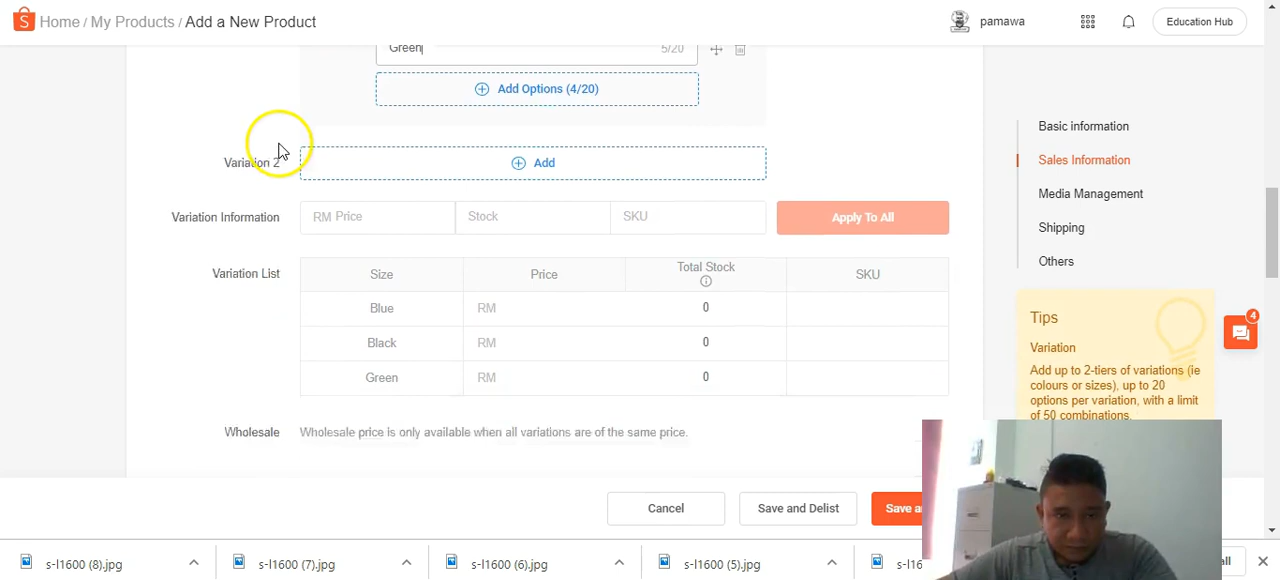 Home / My Products / Add a New Product
pamawa
Education Hub
Green
5/20
Add Options (4/20)
Variation 2
Add
Variation Information
RM Price
Stock
SKU
Apply To All
Variation List
Size
Price
Total Stock
SKU
Blue
RM
0
Black
RM
0
Green
RM
0
Wholesale
Wholesale price is only available when all variations are of the same price.
Basic information
Sales Information
Media Management
Shipping
Others
Tips
Variation
Add up to 2-tiers of variations (ie
colours or sizes), up to 20
options per variation, with a limit
of 50 combinations.
4
Cancel
Save and Delist
Save
s-l1600 (8).jpg
s-l1600 (7).jpg
s-l1600 (6).jpg
s-l1600 (5).jpg